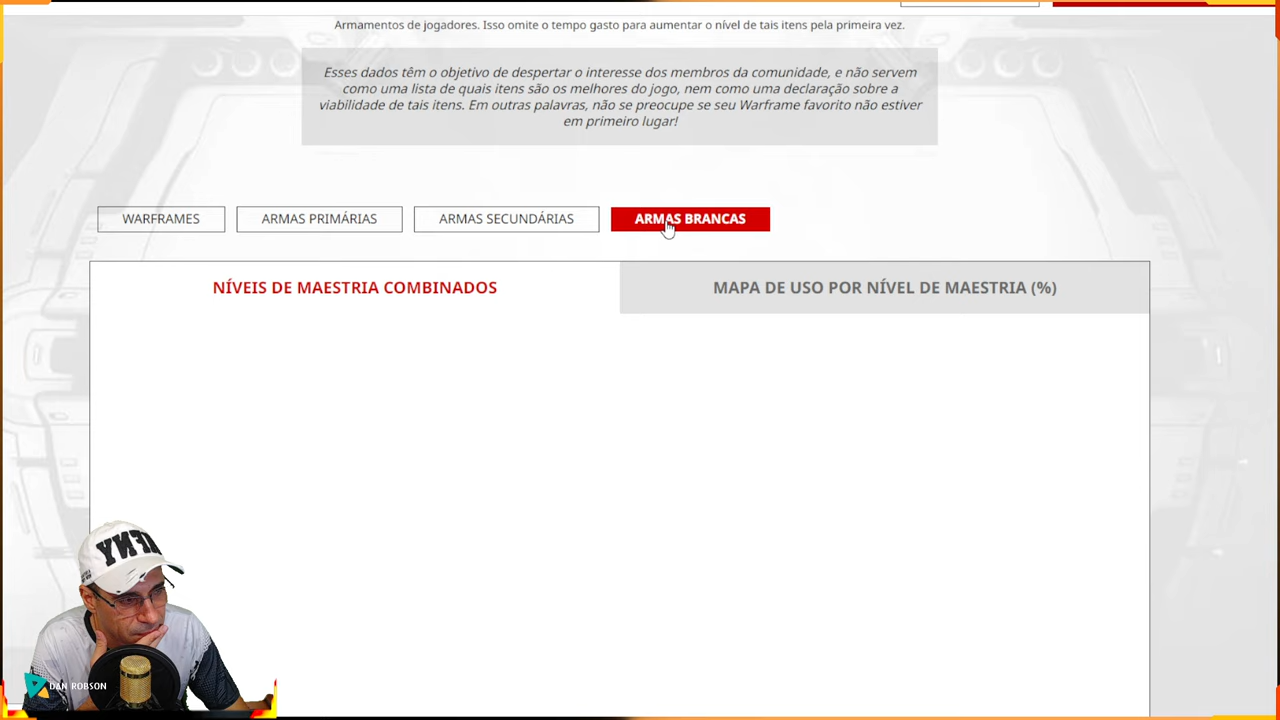 Armamentos de jogadores. Isso omite o tempo gasto para aumentar o nível de tais itens pela primeira vez.
Esses dados têm o objetivo de despertar o interesse dos membros da comunidade, e não servem
como uma lista de quais itens são os melhores do jogo, nem como uma declaração sobre a
viabilidade de tais itens. Em outras palavras, não se preocupe se seu Warframe favorito não estiver
em primeiro lugar!
WARFRAMES
ARMAS PRIMÁRIAS
ARMAS SECUNDÁRIAS
ARMAS BRANCAS
NÍVEIS DE MAESTRIA COMBINADOS
MAPA DE USO POR NÍVEL DE MAESTRIA (%)
DAN ROBSON